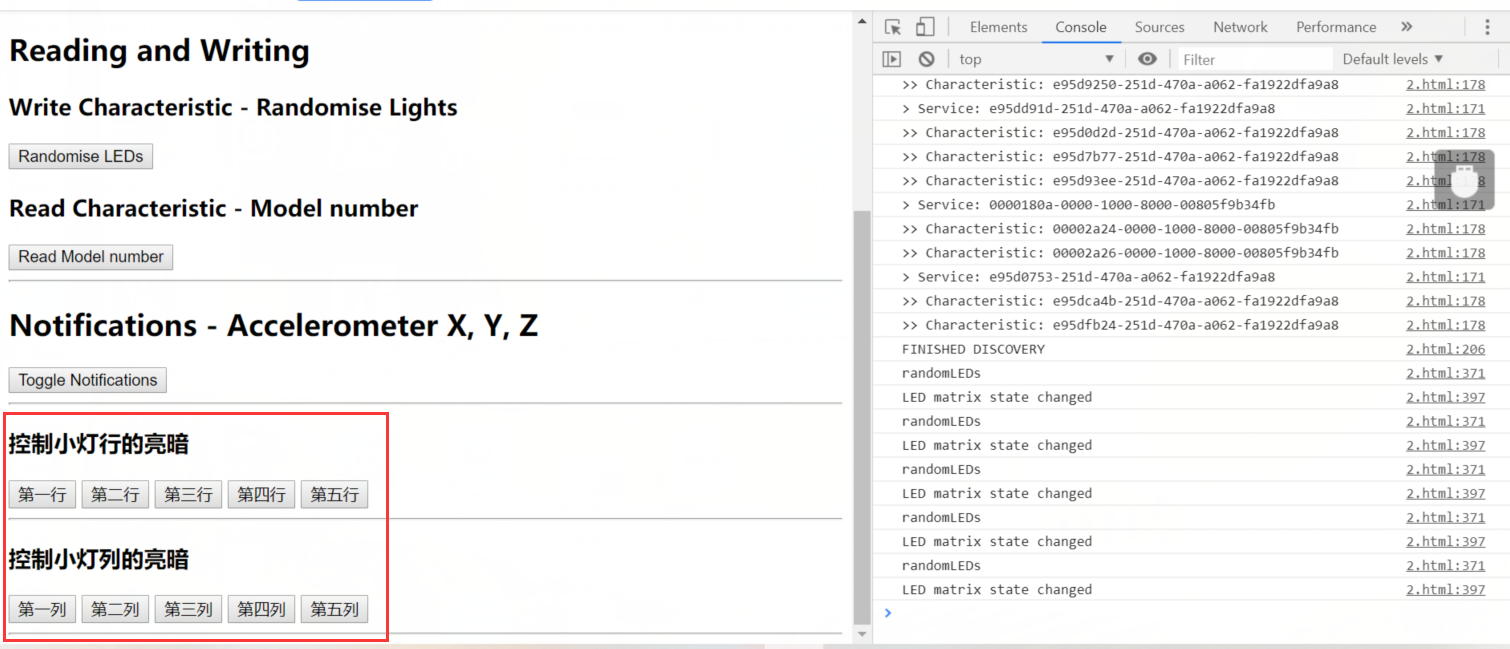 Reading and Writing
Write Characteristic - Randomise Lights
Randomise LEDs
Read Characteristic - Model number
Read Model number
Notifications - Accelerometer X, Y, Z
Toggle Notifications
控制小灯行的亮暗
第一行 第二行 第三行 第四行 第五行
控制小灯列的亮暗
第一列 第二列 第三列 第四列 第五列
Elements Console Sources Network Performance »
top ▼ Filter Default levels ▼
>> Characteristic: e95d9250-251d-470a-a062-fa1922dfa9a8 2.html:178
> Service: e95dd91d-251d-470a-a062-fa1922dfa9a8 2.html:171
>> Characteristic: e95d0d2d-251d-470a-a062-fa1922dfa9a8 2.html:178
>> Characteristic: e95d7b77-251d-470a-a062-fa1922dfa9a8 2.html:178
>> Characteristic: e95d93ee-251d-470a-a062-fa1922dfa9a8 2.html:178
> Service: 0000180a-0000-1000-8000-00805f9b34fb 2.html:171
>> Characteristic: 00002a24-0000-1000-8000-00805f9b34fb 2.html:178
>> Characteristic: 00002a26-0000-1000-8000-00805f9b34fb 2.html:178
> Service: e95d0753-251d-470a-a062-fa1922dfa9a8 2.html:171
>> Characteristic: e95dca4b-251d-470a-a062-fa1922dfa9a8 2.html:178
>> Characteristic: e95dfb24-251d-470a-a062-fa1922dfa9a8 2.html:178
FINISHED DISCOVERY 2.html:206
randomLEDs 2.html:371
LED matrix state changed 2.html:397
randomLEDs 2.html:371
LED matrix state changed 2.html:397
randomLEDs 2.html:371
LED matrix state changed 2.html:397
randomLEDs 2.html:371
LED matrix state changed 2.html:397
randomLEDs 2.html:371
LED matrix state changed 2.html:397
>